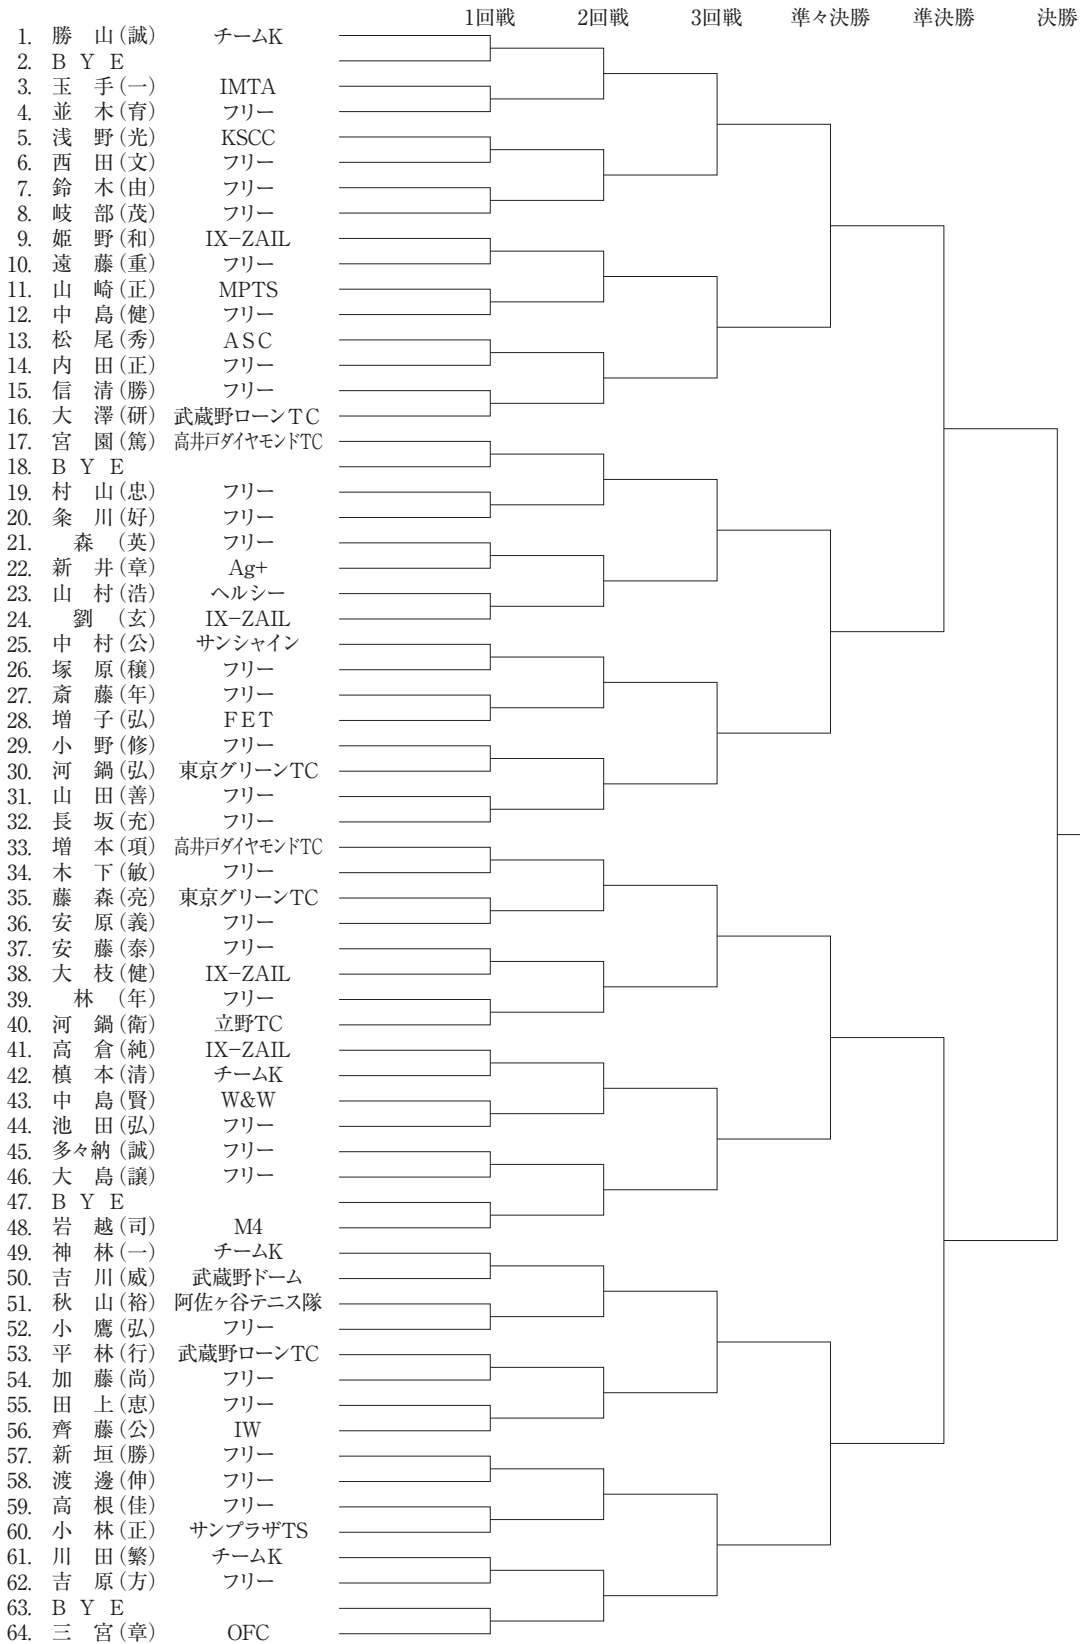 1回戦 2回戦 3回戦 準々決勝 準決勝 決勝
1. 勝 山(誠) チームK
2. B Y E
3. 玉 手(一) IMTA
4. 並 木(育) フリー
5. 浅 野(光) KSCC
6. 西 田(文) フリー
7. 鈴 木(由) フリー
8. 岐 部(茂) フリー
9. 姫 野(和) IX−ZAIL
10. 遠 藤(重) フリー
11. 山 崎(正) MPTS
12. 中 島(健) フリー
13. 松 尾(秀) ASC
14. 内 田(正) フリー
15. 信 清(勝) フリー
16. 大 澤(研) 武蔵野ローンTC
17. 宮 園(篤) 高井戸ダイヤモンドTC
18. B Y E
19. 村 山(忠) フリー
20. 粂 川(好) フリー
21. 森 (英) フリー
22. 新 井(章) Ag+
23. 山 村(浩) ヘルシー
24. 劉 (玄) IX−ZAIL
25. 中 村(公) サンシャイン
26. 塚 原(穣) フリー
27. 斎 藤(年) フリー
28. 増 子(弘) FET
29. 小 野(修) フリー
30. 河 鍋(弘) 東京グリーンTC
31. 山 田(善) フリー
32. 長 坂(充) フリー
33. 増 本(項) 高井戸ダイヤモンドTC
34. 木 下(敏) フリー
35. 藤 森(亮) 東京グリーンTC
36. 安 原(義) フリー
37. 安 藤(泰) フリー
38. 大 枝(健) IX−ZAIL
39. 林 (年) フリー
40. 河 鍋(衛) 立野TC
41. 高 倉(純) IX−ZAIL
42. 槙 本(清) チームK
43. 中 島(賢) W&W
44. 池 田(弘) フリー
45. 多々納(誠) フリー
46. 大 島(譲) フリー
47. B Y E
48. 岩 越(司) M4
49. 神 林(一) チームK
50. 吉 川(威) 武蔵野ドーム
51. 秋 山(裕) 阿佐ヶ谷テニス隊
52. 小 鷹(弘) フリー
53. 平 林(行) 武蔵野ローンTC
54. 加 藤(尚) フリー
55. 田 上(恵) フリー
56. 齊 藤(公) IW
57. 新 垣(勝) フリー
58. 渡 邊(伸) フリー
59. 高 根(佳) フリー
60. 小 林(正) サンプラザTS
61. 川 田(繁) チームK
62. 吉 原(方) フリー
63. B Y E
64. 三 宮(章) OFC